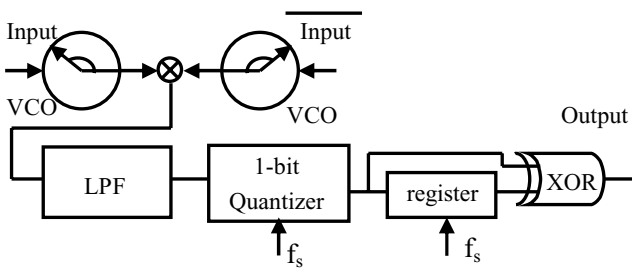 Input
Input
VCO
VCO
Output
LPF
1-bit
Quantizer
register
XOR
fs
fs